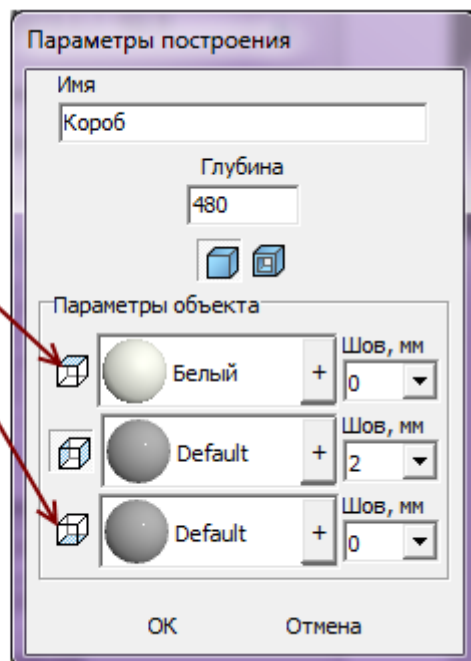 Параметры построения
Имя
Короб
Глубина
480
Параметры объекта
Белый
+
Шов, мм
0
Default
+
Шов, мм
2
Default
+
Шов, мм
0
ОК
Отмена